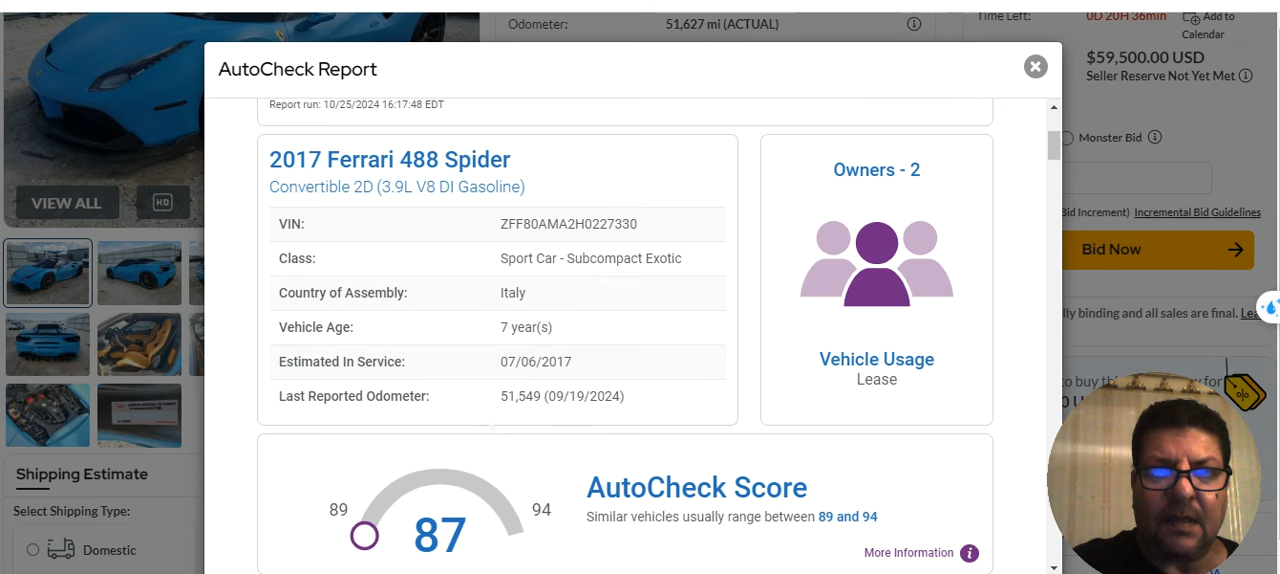 Odometer:
51,627 mi (ACTUAL)
Time Left:
0D 20H 36min
Add to
Calendar
$59,500.00 USD
Seller Reserve Not Yet Met
AutoCheck Report
Report run: 10/25/2024 16:17:48 EDT
2017 Ferrari 488 Spider
Convertible 2D (3.9L V8 DI Gasoline)
VIN:
ZFF80AMA2H0227330
Class:
Sport Car - Subcompact Exotic
Country of Assembly:
Italy
Vehicle Age:
7 year(s)
Estimated In Service:
07/06/2017
Last Reported Odometer:
51,549 (09/19/2024)
Owners - 2
Vehicle Usage
Lease
89
87
94
AutoCheck Score
Similar vehicles usually range between 89 and 94
More Information
VIEW ALL
HD
Shipping Estimate
Select Shipping Type:
Domestic
Monster Bid
Bid Increment) Incremental Bid Guidelines
Bid Now
lly binding and all sales are final.
to buy
for